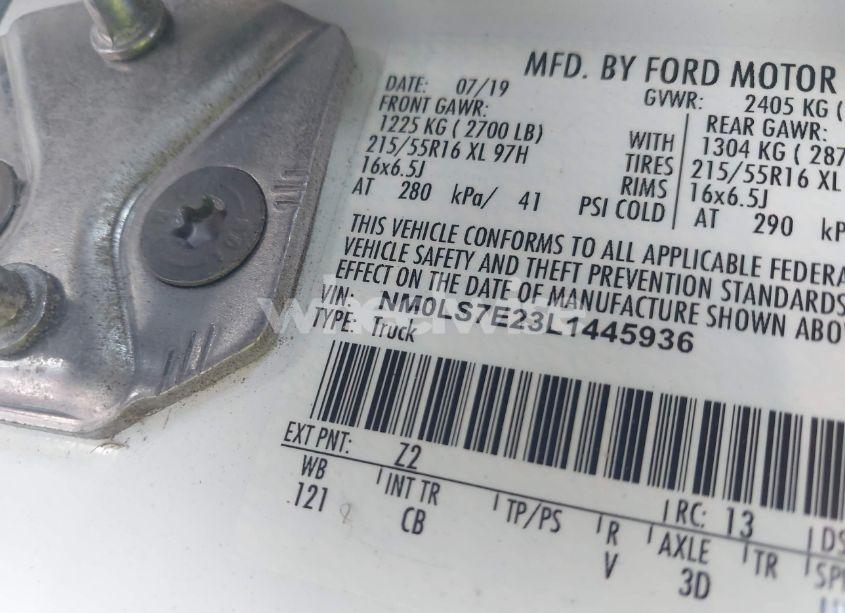 MFD. BY FORD MOTOR
DATE: 07/19 GVWR: 2405 KG (
FRONT GAWR: REAR GAWR:
1225 KG ( 2700 LB) WITH 1304 KG ( 287
215/55R16 XL 97H TIRES 215/55R16 XL
16x6.5J RIMS 16x6.5J
AT 280 kPa/ 41 PSI COLD AT 290 kP
THIS VEHICLE CONFORMS TO ALL APPLICABLE FEDERA
VEHICLE SAFETY AND THEFT PREVENTION STANDARDS
EFFECT ON THE DATE OF MANUFACTURE SHOWN ABOV
VIN: NM0LS7E23L1445936
TYPE: Truck
EXT PNT: Z2 RC: 13 DS
WB INT TR TP/PS R AXLE TR SP
121 CB V 3D